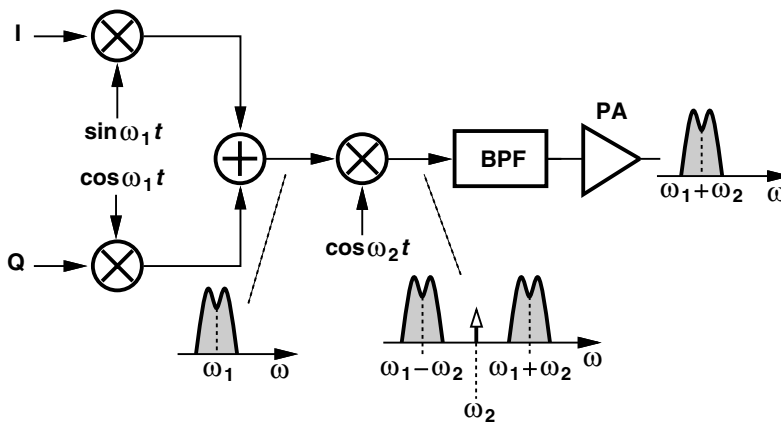 I
sin ω₁t
cos ω₁t
Q
cos ω₂t
BPF
PA
ω₁+ω₂
ω
ω₁
ω
ω₁−ω₂
ω₁+ω₂
ω
ω₂